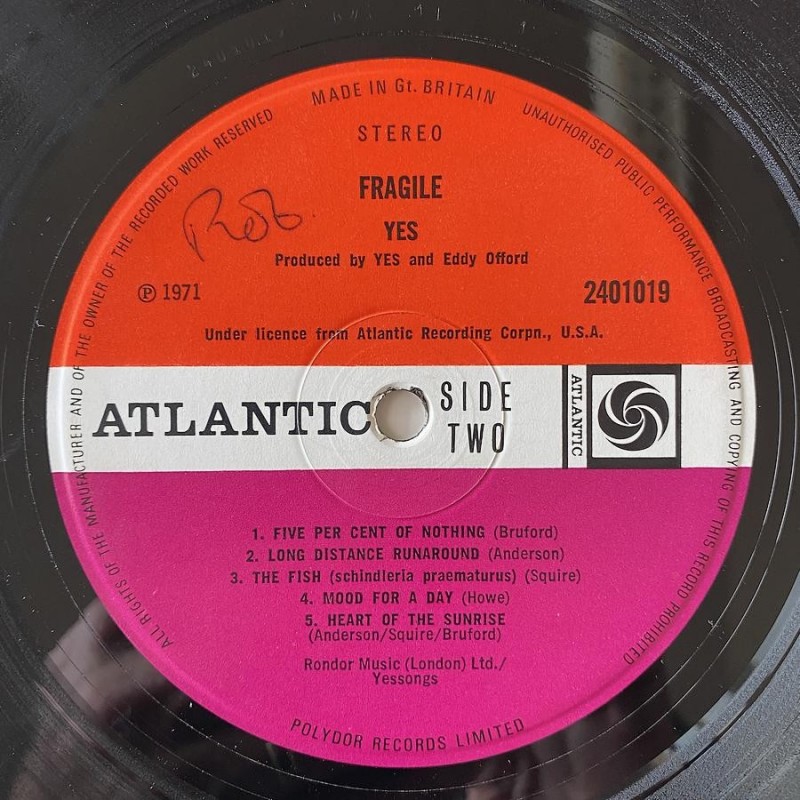 MADE IN Gt. BRITAIN
ALL RIGHTS OF THE MANUFACTURER AND OF THE OWNER OF THE RECORDED WORK RESERVED
UNAUTHORISED PUBLIC PERFORMANCE BROADCASTING AND COPYING OF THIS RECORD PROHIBITED
STEREO
FRAGILE
Rob
YES
Produced by YES and Eddy Offord
℗ 1971
2401019
Under licence from Atlantic Recording Corpn., U.S.A.
ATLANTIC
SIDE
TWO
ATLANTIC
1. FIVE PER CENT OF NOTHING (Bruford)
2. LONG DISTANCE RUNAROUND (Anderson)
3. THE FISH (schindleria praematurus) (Squire)
4. MOOD FOR A DAY (Howe)
5. HEART OF THE SUNRISE
(Anderson/Squire/Bruford)
Rondor Music (London) Ltd./
Yessongs
POLYDOR RECORDS LIMITED